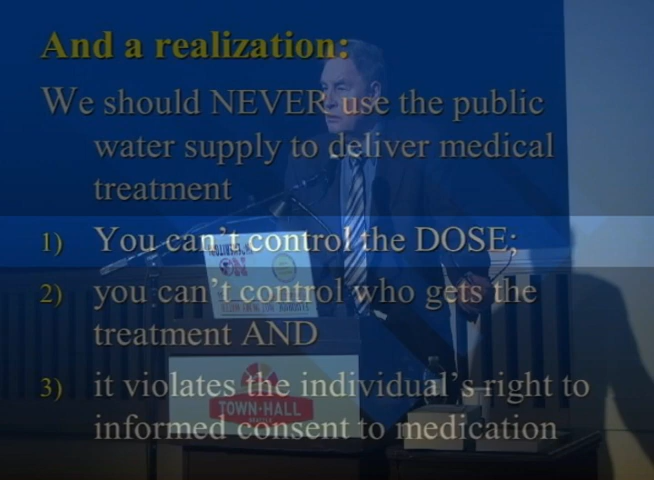 And a realization:
We should NEVER use the public
water supply to deliver medical
treatment
1) You can't control the DOSE;
2) you can't control who gets the
treatment AND
3) it violates the individual's right to
informed consent to medication
ON
TOWN·HALL
SEATTLE